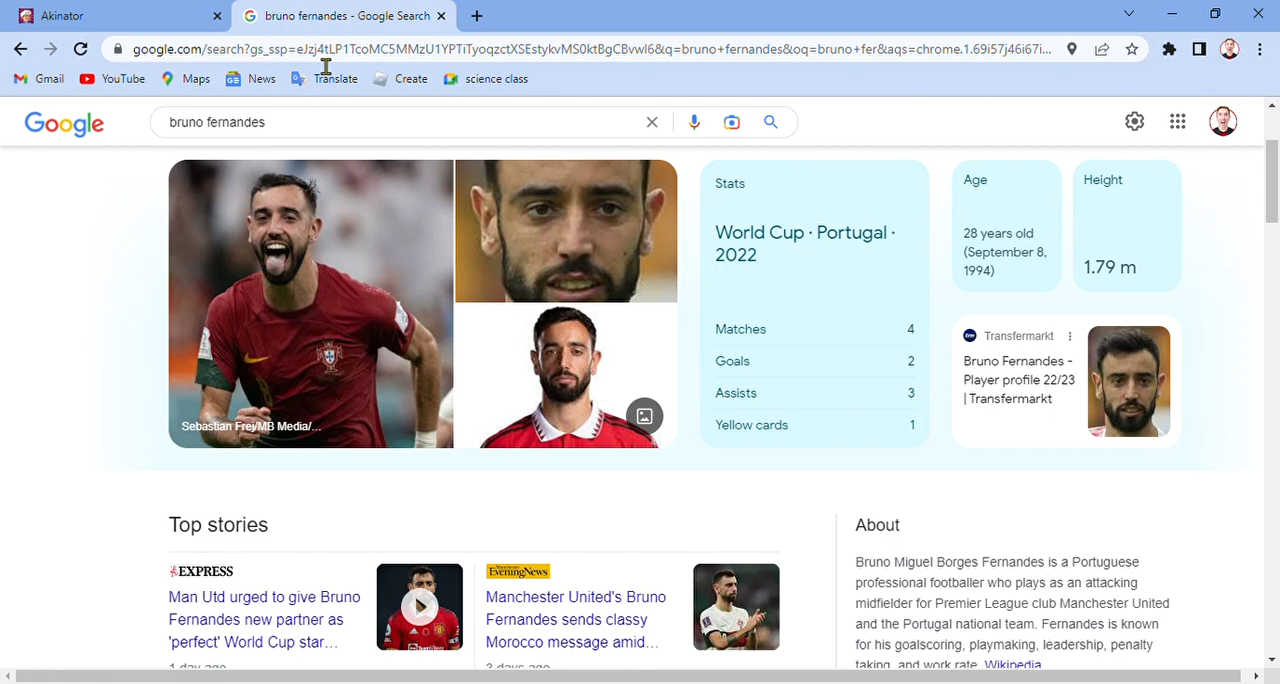 Akinator
bruno fernandes - Google Search
google.com/search?gs_ssp=eJzj4tLP1TcoMC5MMzU1YPTiTyoqzctXSEstykvMS0ktBgCBvwl6&q=bruno+fernandes&oq=bruno+fer&aqs=chrome.1.69i57j46i67i...
Gmail
YouTube
Maps
News
Translate
Create
science class
Google
bruno fernandes
Sebastian Frej/MB Media/...
Stats
World Cup · Portugal ·
2022
Matches 4
Goals 2
Assists 3
Yellow cards 1
Age
28 years old
(September 8,
1994)
Height
1.79 m
Transfermarkt
Bruno Fernandes -
Player profile 22/23
| Transfermarkt
Top stories
EXPRESS
Man Utd urged to give Bruno
Fernandes new partner as
'perfect' World Cup star...
1 day ago
Manchester
Evening News
Manchester United's Bruno
Fernandes sends classy
Morocco message amid...
3 days ago
About
Bruno Miguel Borges Fernandes is a Portuguese
professional footballer who plays as an attacking
midfielder for Premier League club Manchester United
and the Portugal national team. Fernandes is known
for his goalscoring, playmaking, leadership, penalty
taking, and work rate. Wikipedia